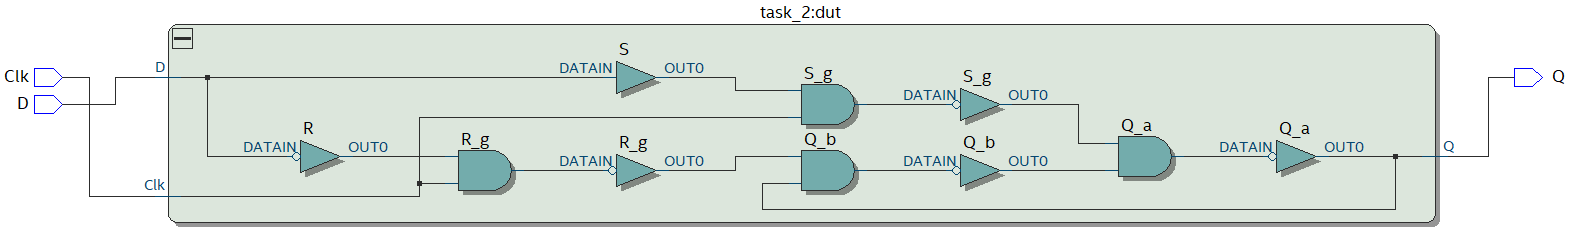 task_2:dut
S
D
DATAIN
OUT0
S_g
S_g
Clk
Q
DATAIN
OUT0
D
R
R_g
R_g
Q_b
Q_b
Q_a
Q_a
DATAIN
OUT0
DATAIN
OUT0
DATAIN
OUT0
DATAIN
OUT0
Q
Clk